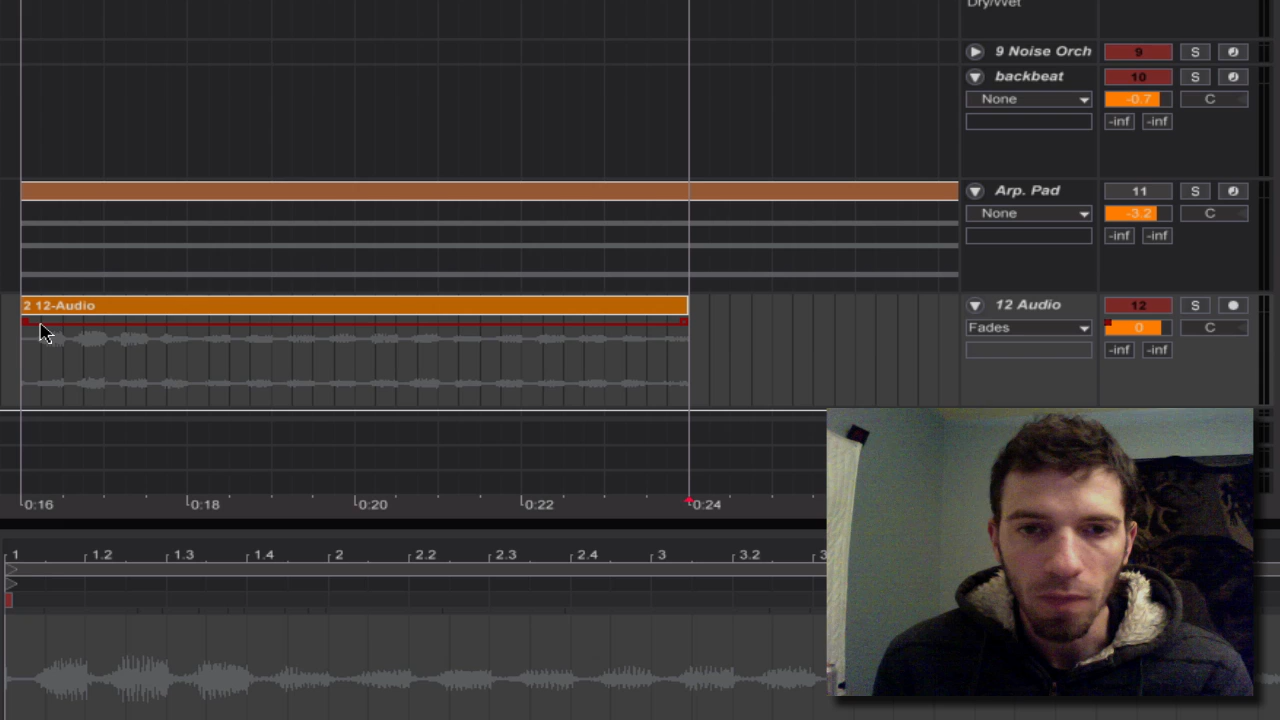 Dry/Wet
9 Noise Orch 9 S
backbeat 10 S
None -0.7 C
-inf -inf
Arp. Pad 11 S
None -3.2 C
-inf -inf
2 12-Audio 12 Audio 12 S
Fades 0 C
-inf -inf
0:16 0:18 0:20 0:22 0:24
1 1.2 1.3 1.4 2 2.2 2.3 2.4 3 3.2